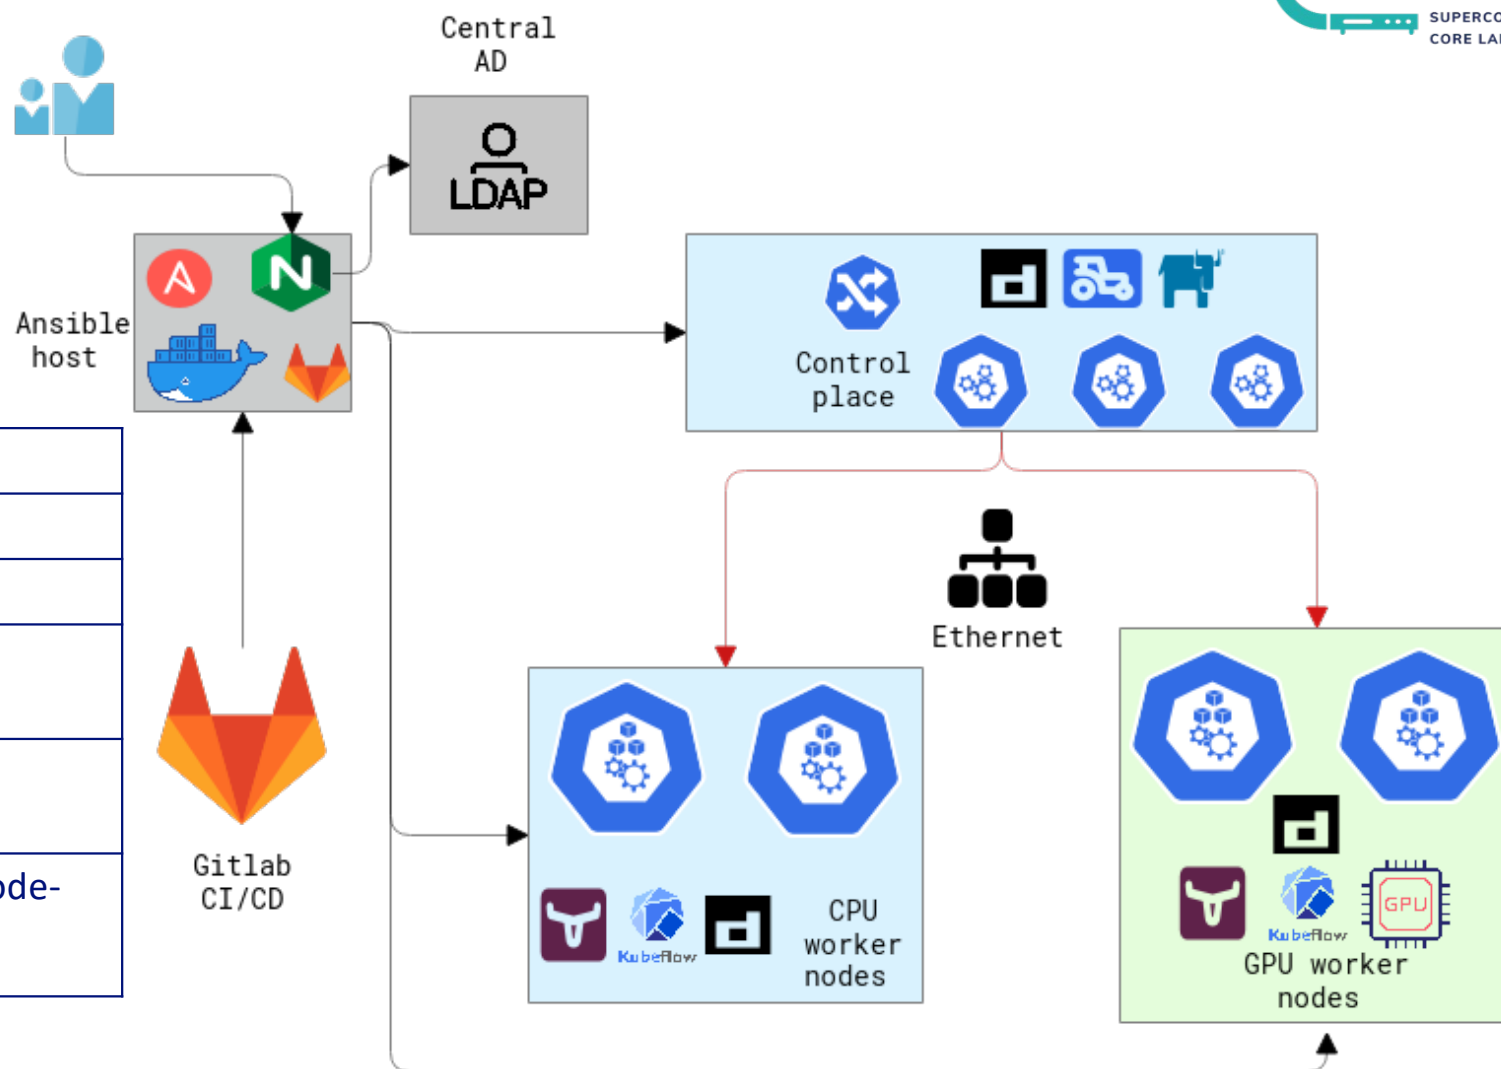 Central
AD
SUPERCO
CORE LA
LDAP
Ansible
host
Control
place
Ethernet
Gitlab
CI/CD
ode-
CPU
worker
nodes
Kubeflow
GPU
Kubeflow
GPU worker
nodes